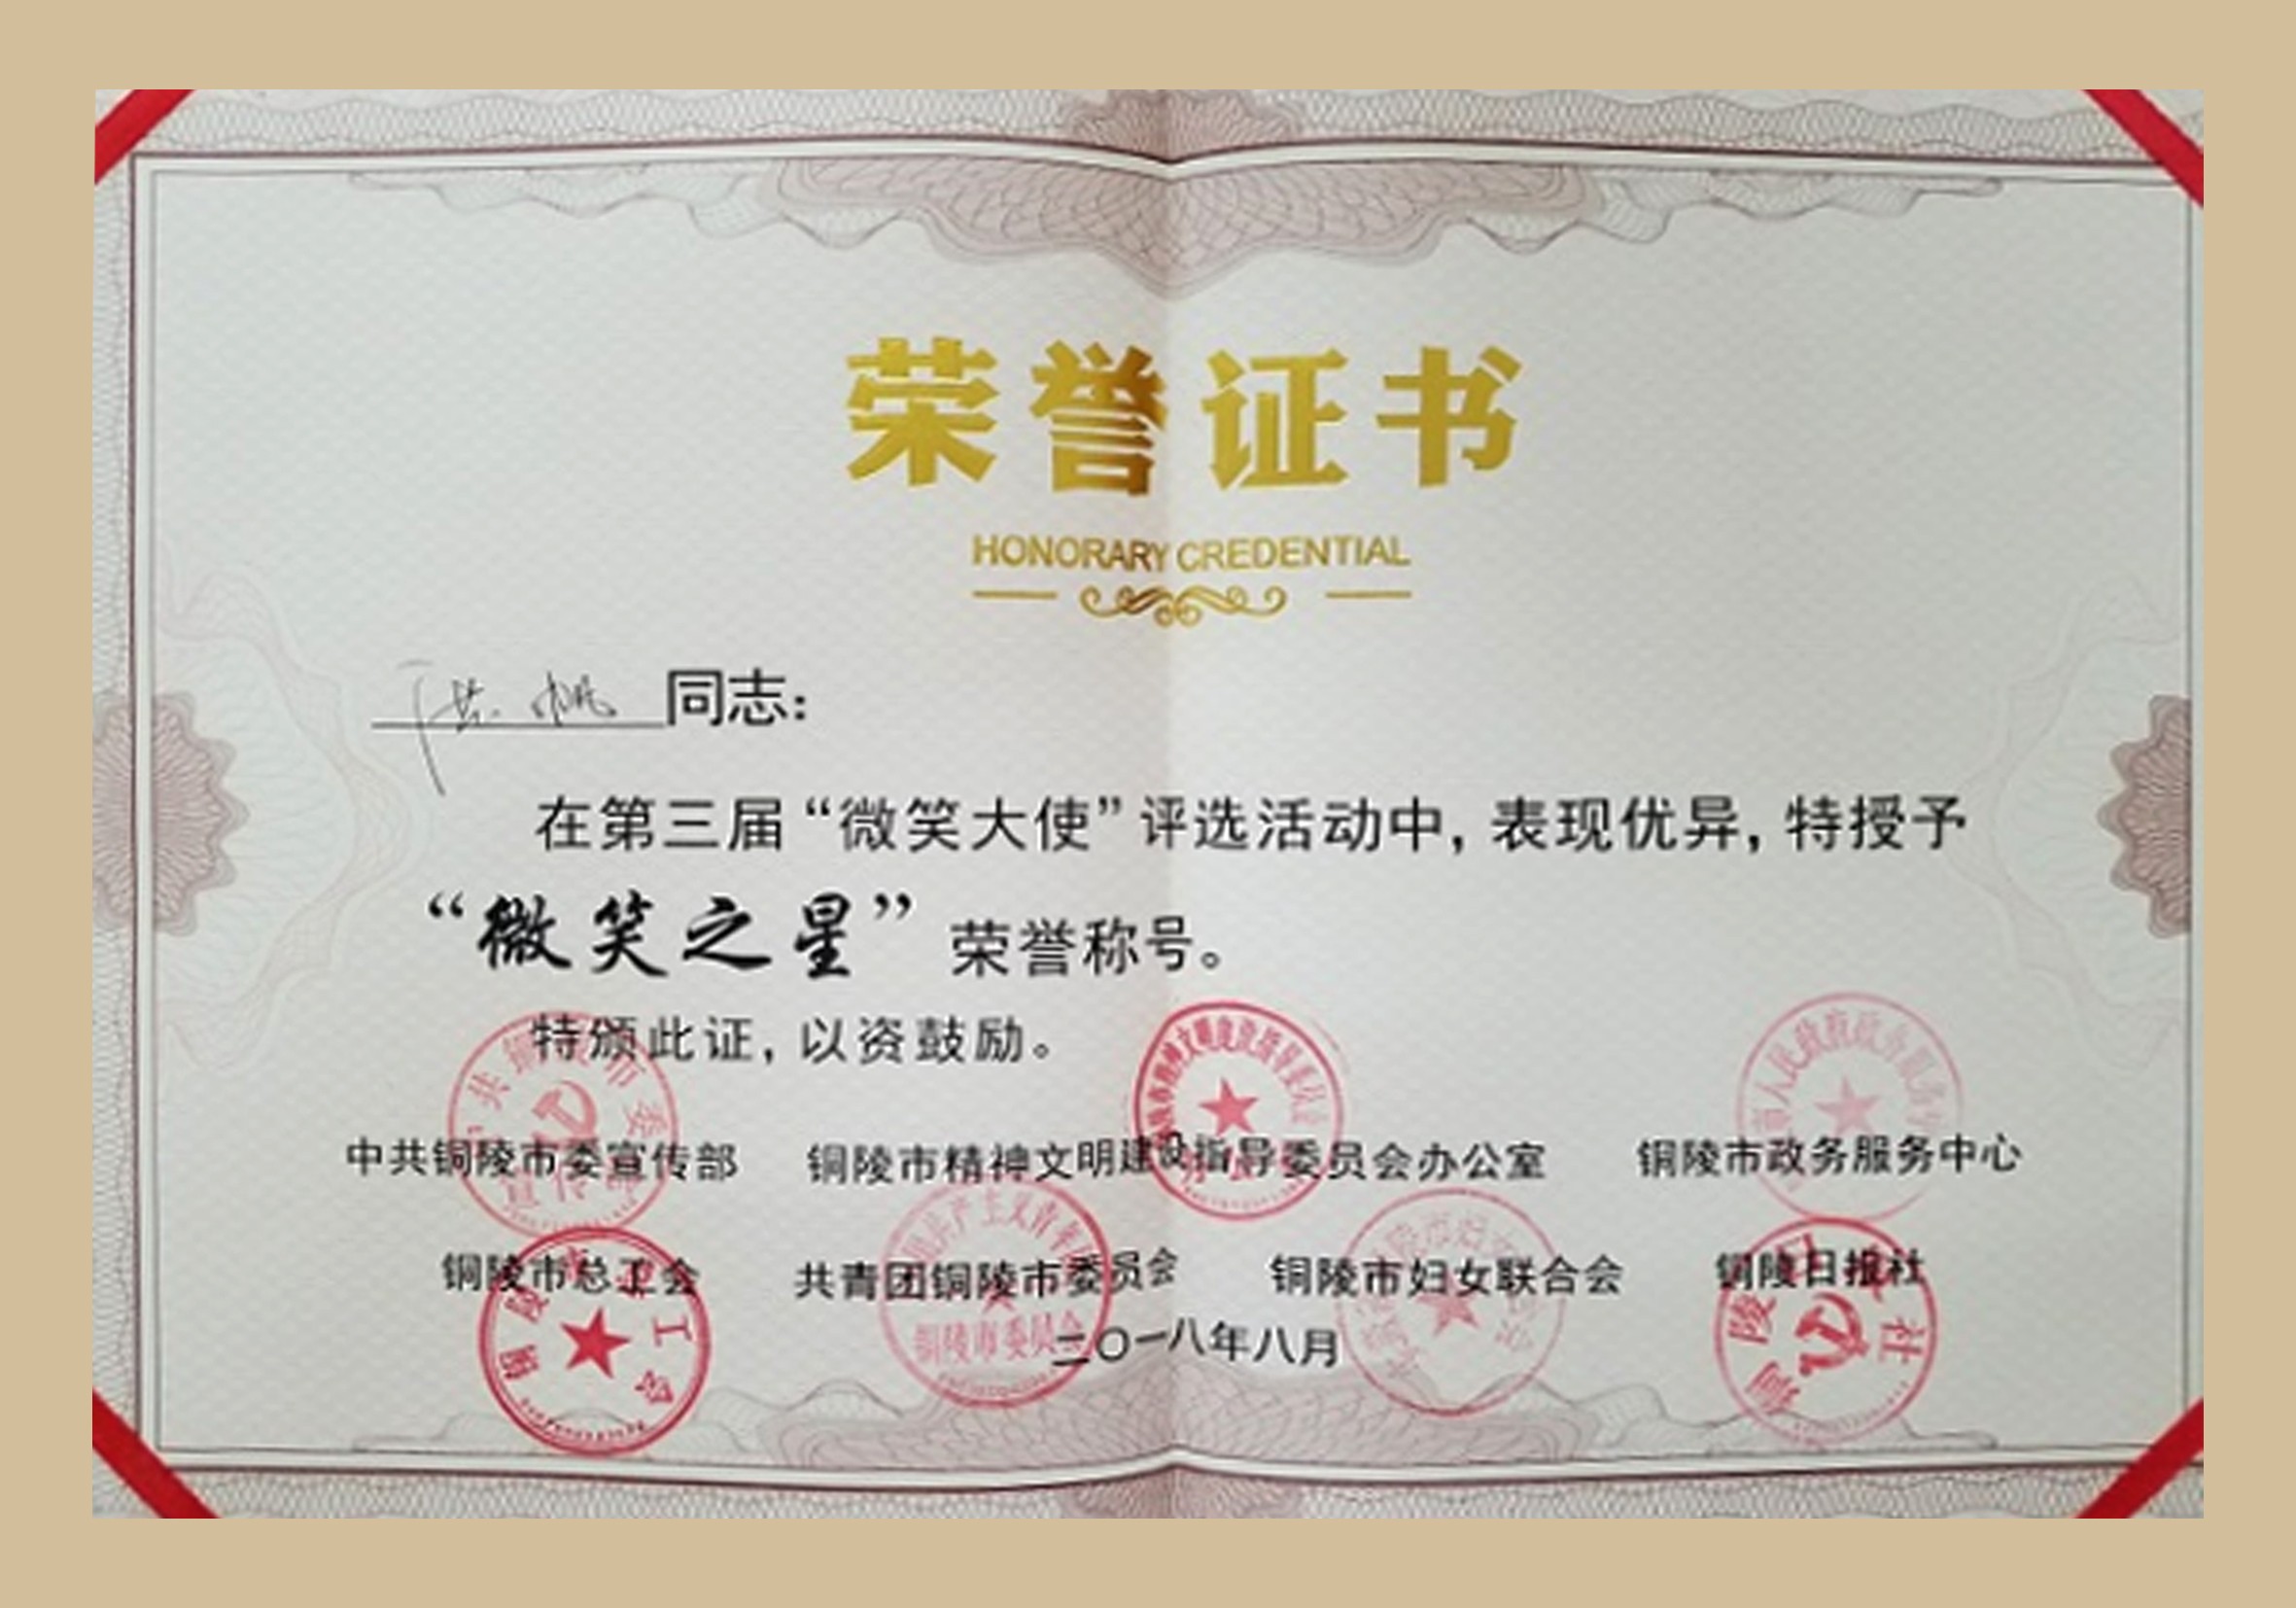 荣誉证书
HONORARY CREDENTIAL
同志：
在第三届“微笑大使”评选活动中，表现优异，特授予
“微笑之星”荣誉称号。
特颁此证，以资鼓励。
中共铜陵市委宣传部 铜陵市精神文明建设指导委员会办公室 铜陵市政务服务中心
铜陵市总工会 共青团铜陵市委员会 铜陵市妇女联合会 铜陵日报社
二〇一八年八月